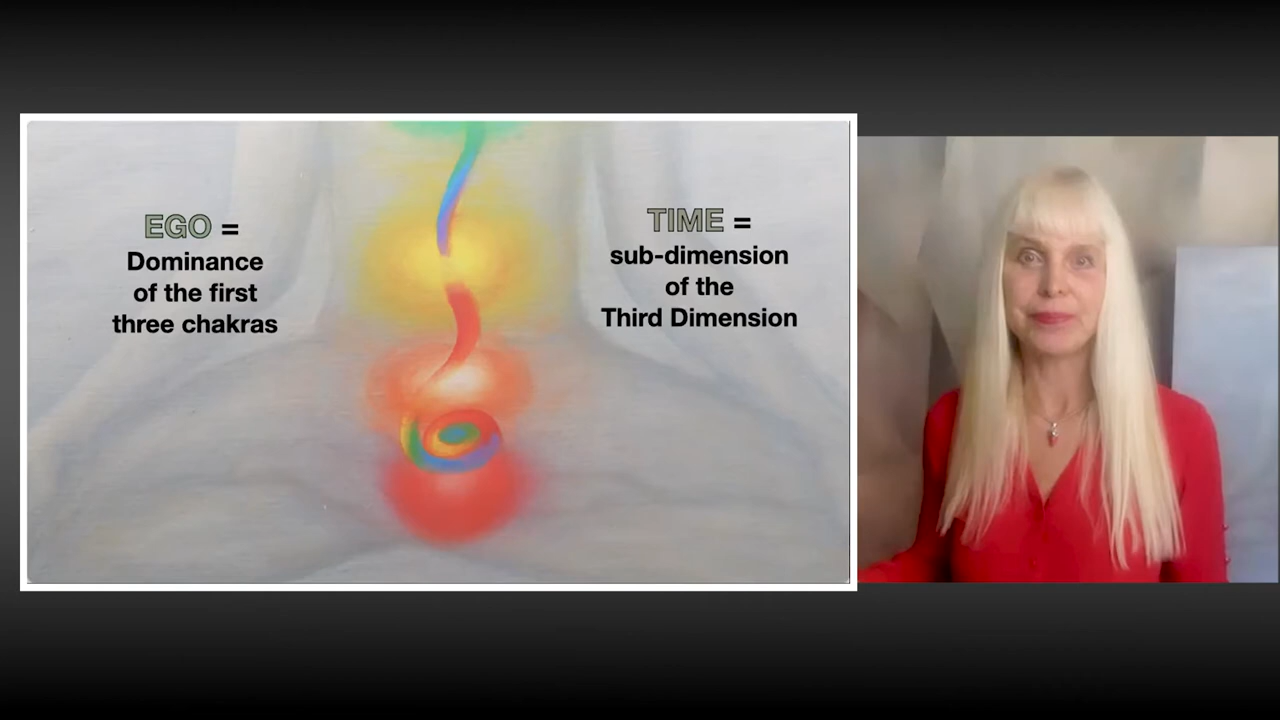 EGO =
Dominance
of the first
three chakras
TIME =
sub-dimension
of the
Third Dimension